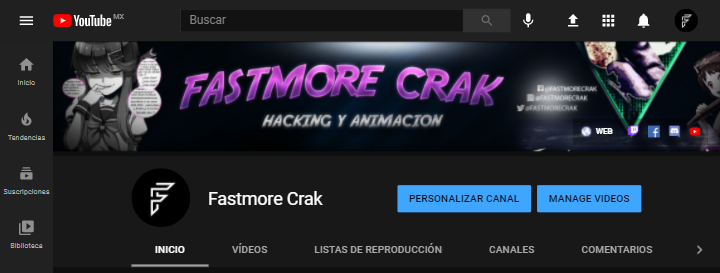 YouTube MX
Buscar
FASTMORE CRAK
HACKING Y ANIMACION
@FASTMORECRAK
@FASTMORECRAK
@FASTMORECRAK
WEB
Inicio
Tendencias
Suscripciones
Biblioteca
Fastmore Crak
PERSONALIZAR CANAL
MANAGE VIDEOS
INICIO
VÍDEOS
LISTAS DE REPRODUCCIÓN
CANALES
COMENTARIOS